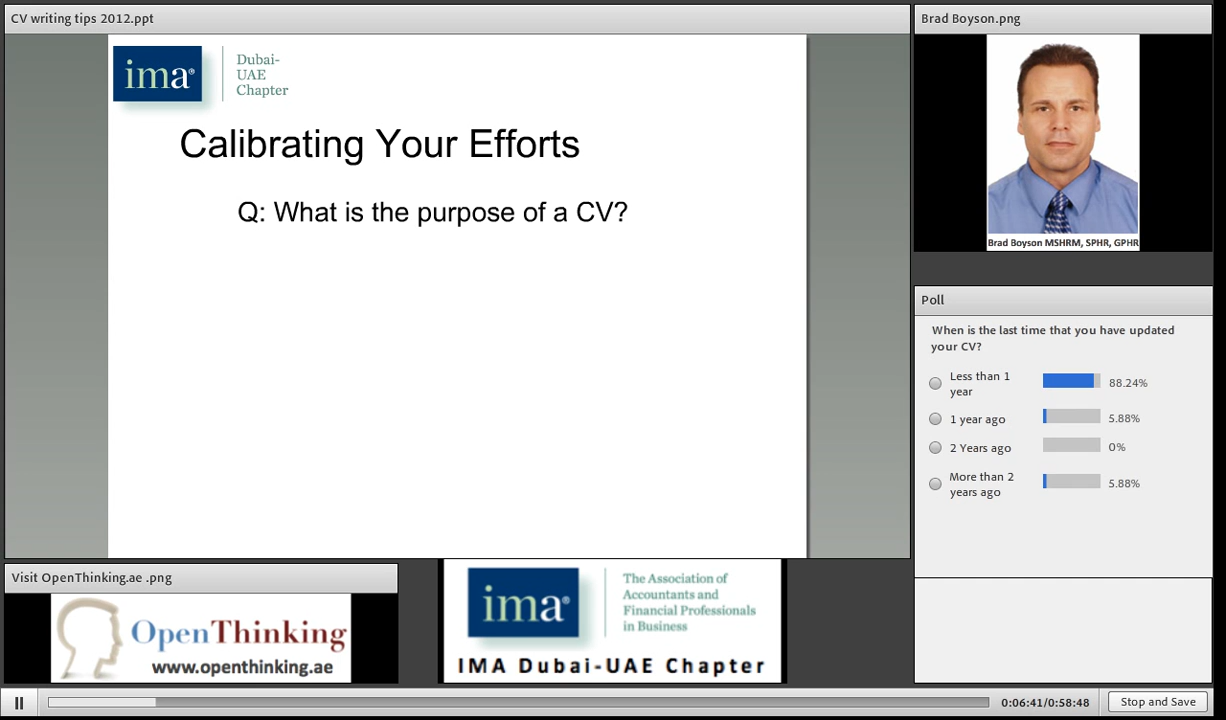 CV writing tips 2012.ppt
ima®
Dubai-
UAE
Chapter
Calibrating Your Efforts
Q: What is the purpose of a CV?
Brad Boyson.png
Brad Boyson MSHRM, SPHR, GPHR
Poll
When is the last time that you have updated
your CV?
Less than 1
year
88.24%
1 year ago
5.88%
2 Years ago
0%
More than 2
years ago
5.88%
Visit OpenThinking.ae .png
OpenThinking
www.openthinking.ae
ima®
The Association of
Accountants and
Financial Professionals
in Business
IMA Dubai-UAE Chapter
0:06:41/0:58:48
Stop and Save